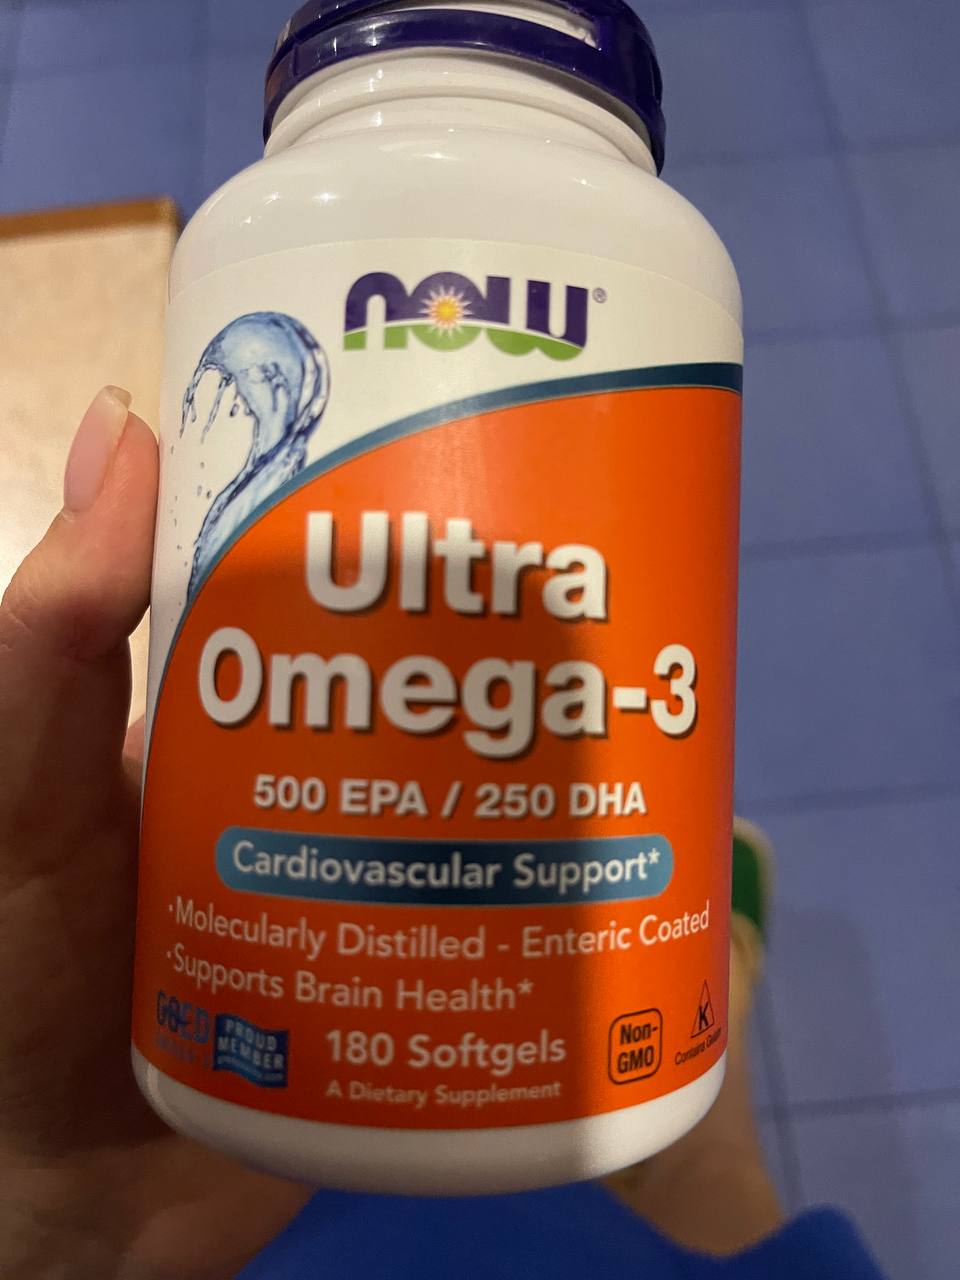 now®
Ultra
Omega-3
500 EPA / 250 DHA
Cardiovascular Support*
·Molecularly Distilled - Enteric Coated
·Supports Brain Health*
GOED
PROUD
MEMBER
180 Softgels
A Dietary Supplement
Non-
GMO
K
Contains